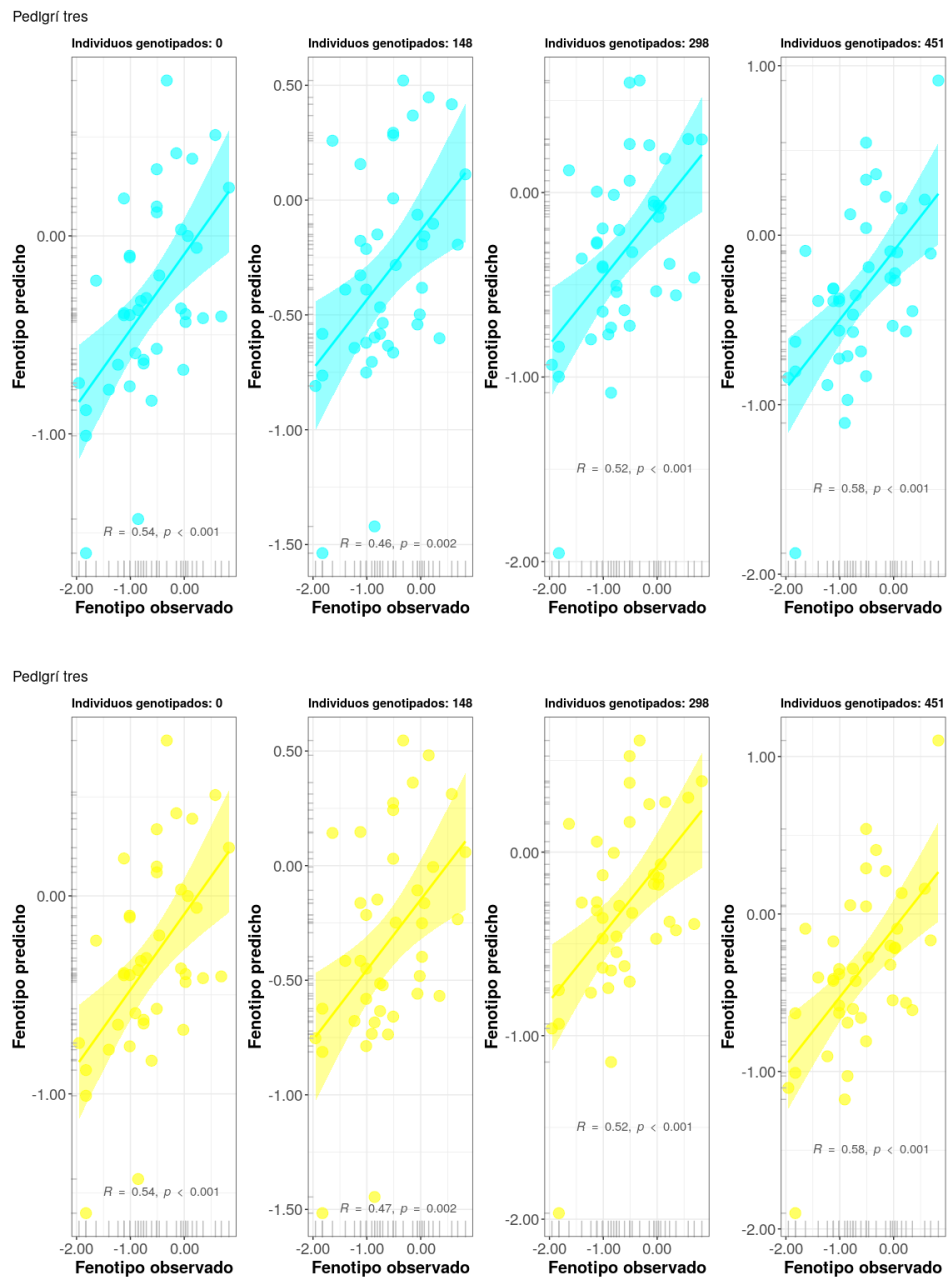 Pedigrí tres
Individuos genotipados: 0
Individuos genotipados: 148
Individuos genotipados: 298
Individuos genotipados: 451
Fenotipo predicho
0.00
-1.00
R = 0.54, p < 0.001
-2.00 -1.00 0.00
Fenotipo observado
Fenotipo predicho
0.50
0.00
-0.50
-1.00
-1.50
R = 0.46, p = 0.002
-2.00 -1.00 0.00
Fenotipo observado
Fenotipo predicho
0.00
-1.00
-2.00
R = 0.52, p < 0.001
-2.00 -1.00 0.00
Fenotipo observado
Fenotipo predicho
1.00
0.00
-1.00
-2.00
R = 0.58, p < 0.001
-2.00 -1.00 0.00
Fenotipo observado
Pedigrí tres
Individuos genotipados: 0
Individuos genotipados: 148
Individuos genotipados: 298
Individuos genotipados: 451
Fenotipo predicho
0.00
-1.00
R = 0.54, p < 0.001
-2.00 -1.00 0.00
Fenotipo observado
Fenotipo predicho
0.50
0.00
-0.50
-1.00
-1.50
R = 0.47, p = 0.002
-2.00 -1.00 0.00
Fenotipo observado
Fenotipo predicho
0.00
-1.00
-2.00
R = 0.52, p < 0.001
-2.00 -1.00 0.00
Fenotipo observado
Fenotipo predicho
1.00
0.00
-1.00
-2.00
R = 0.58, p < 0.001
-2.00 -1.00 0.00
Fenotipo observado